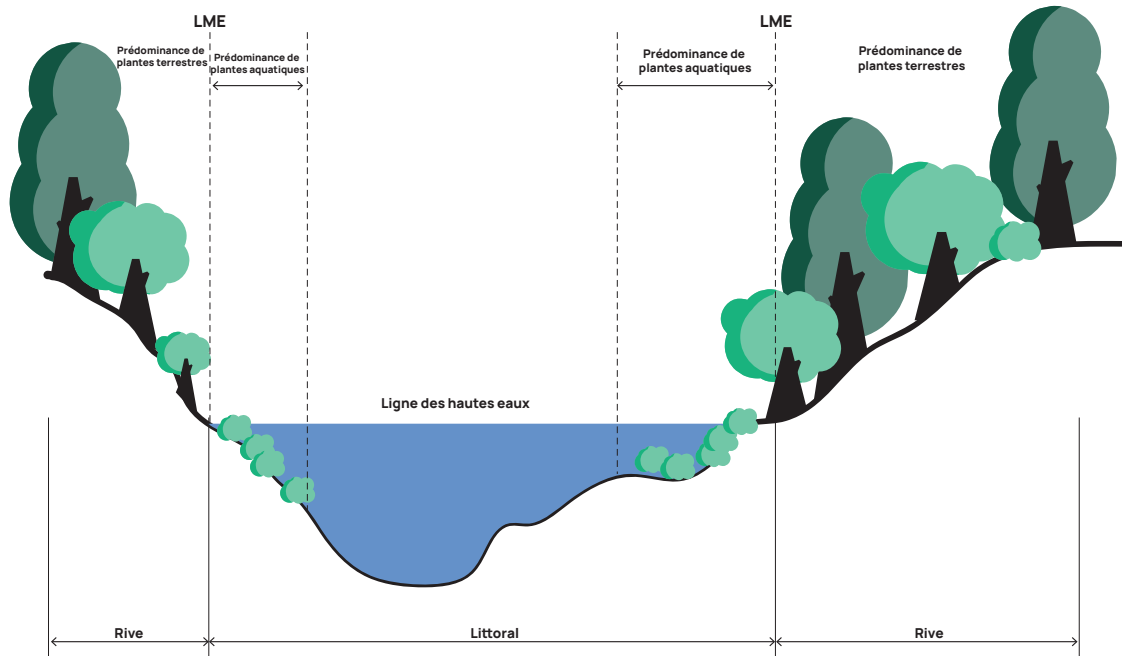 LME
LME
Prédominance de
plantes terrestres
Prédominance de
plantes aquatiques
Prédominance de
plantes aquatiques
Prédominance de
plantes terrestres
Ligne des hautes eaux
Rive
Littoral
Rive